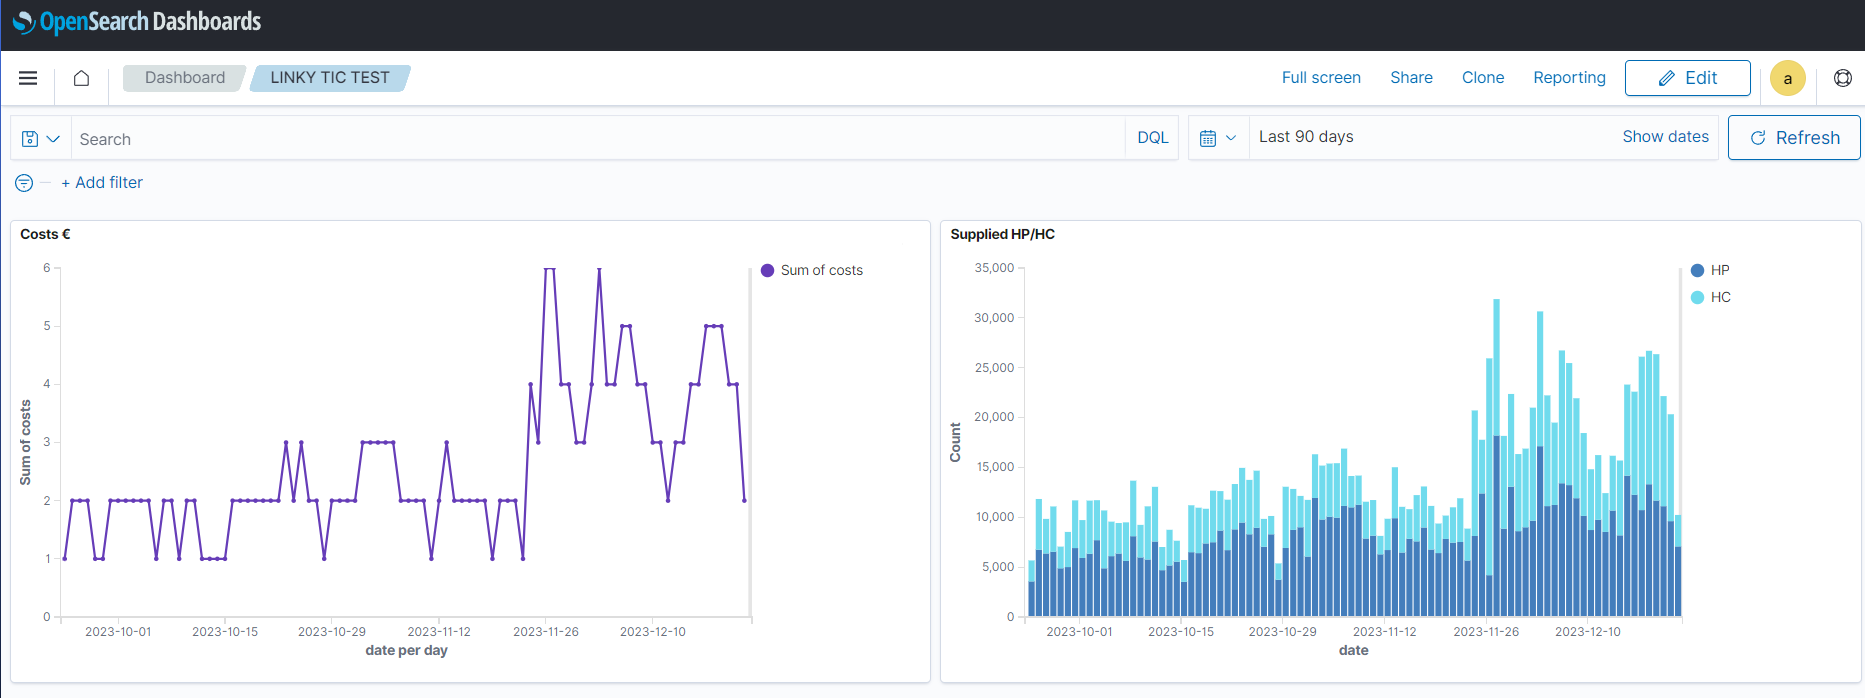 OpenSearch Dashboards
Dashboard
LINKY TIC TEST
Full screen
Share
Clone
Reporting
Edit
a
Search
DQL
Last 90 days
Show dates
Refresh
+ Add filter
Costs €
6
5
4
3
2
1
0
Sum of costs
2023-10-01
2023-10-15
2023-10-29
2023-11-12
2023-11-26
2023-12-10
date per day
Sum of costs
Supplied HP/HC
35,000
30,000
25,000
20,000
15,000
10,000
5,000
0
Count
2023-10-01
2023-10-15
2023-10-29
2023-11-12
2023-11-26
2023-12-10
date
HP
HC